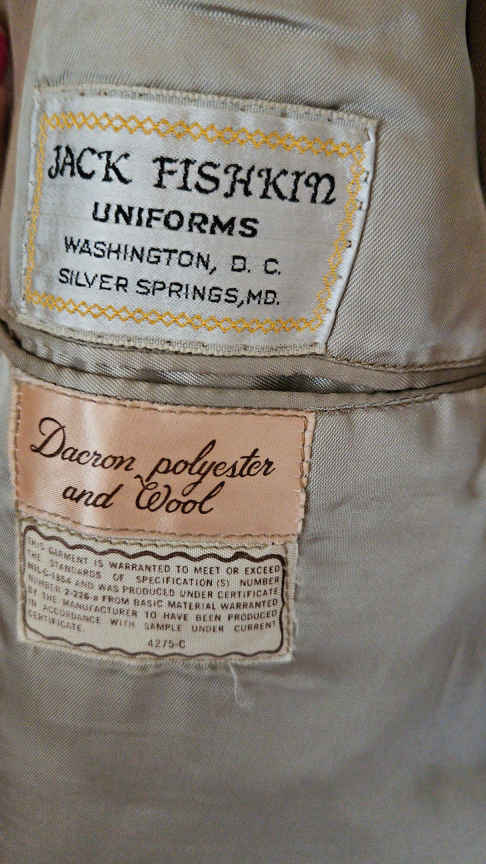 JACK FISHKIN
UNIFORMS
WASHINGTON, D. C.
SILVER SPRINGS, MD.
Dacron polyester
and Wool
THIS GARMENT IS WARRANTED TO MEET OR EXCEED
THE STANDARDS OF SPECIFICATION(S) NUMBER
MIL-S-1864 AND WAS PRODUCED UNDER CERTIFICATE
NUMBER 2-226-a FROM BASIC MATERIAL WARRANTED
BY THE MANUFACTURER TO HAVE BEEN PRODUCED
IN ACCORDANCE WITH SAMPLE UNDER CURRENT
CERTIFICATE.
4275-C